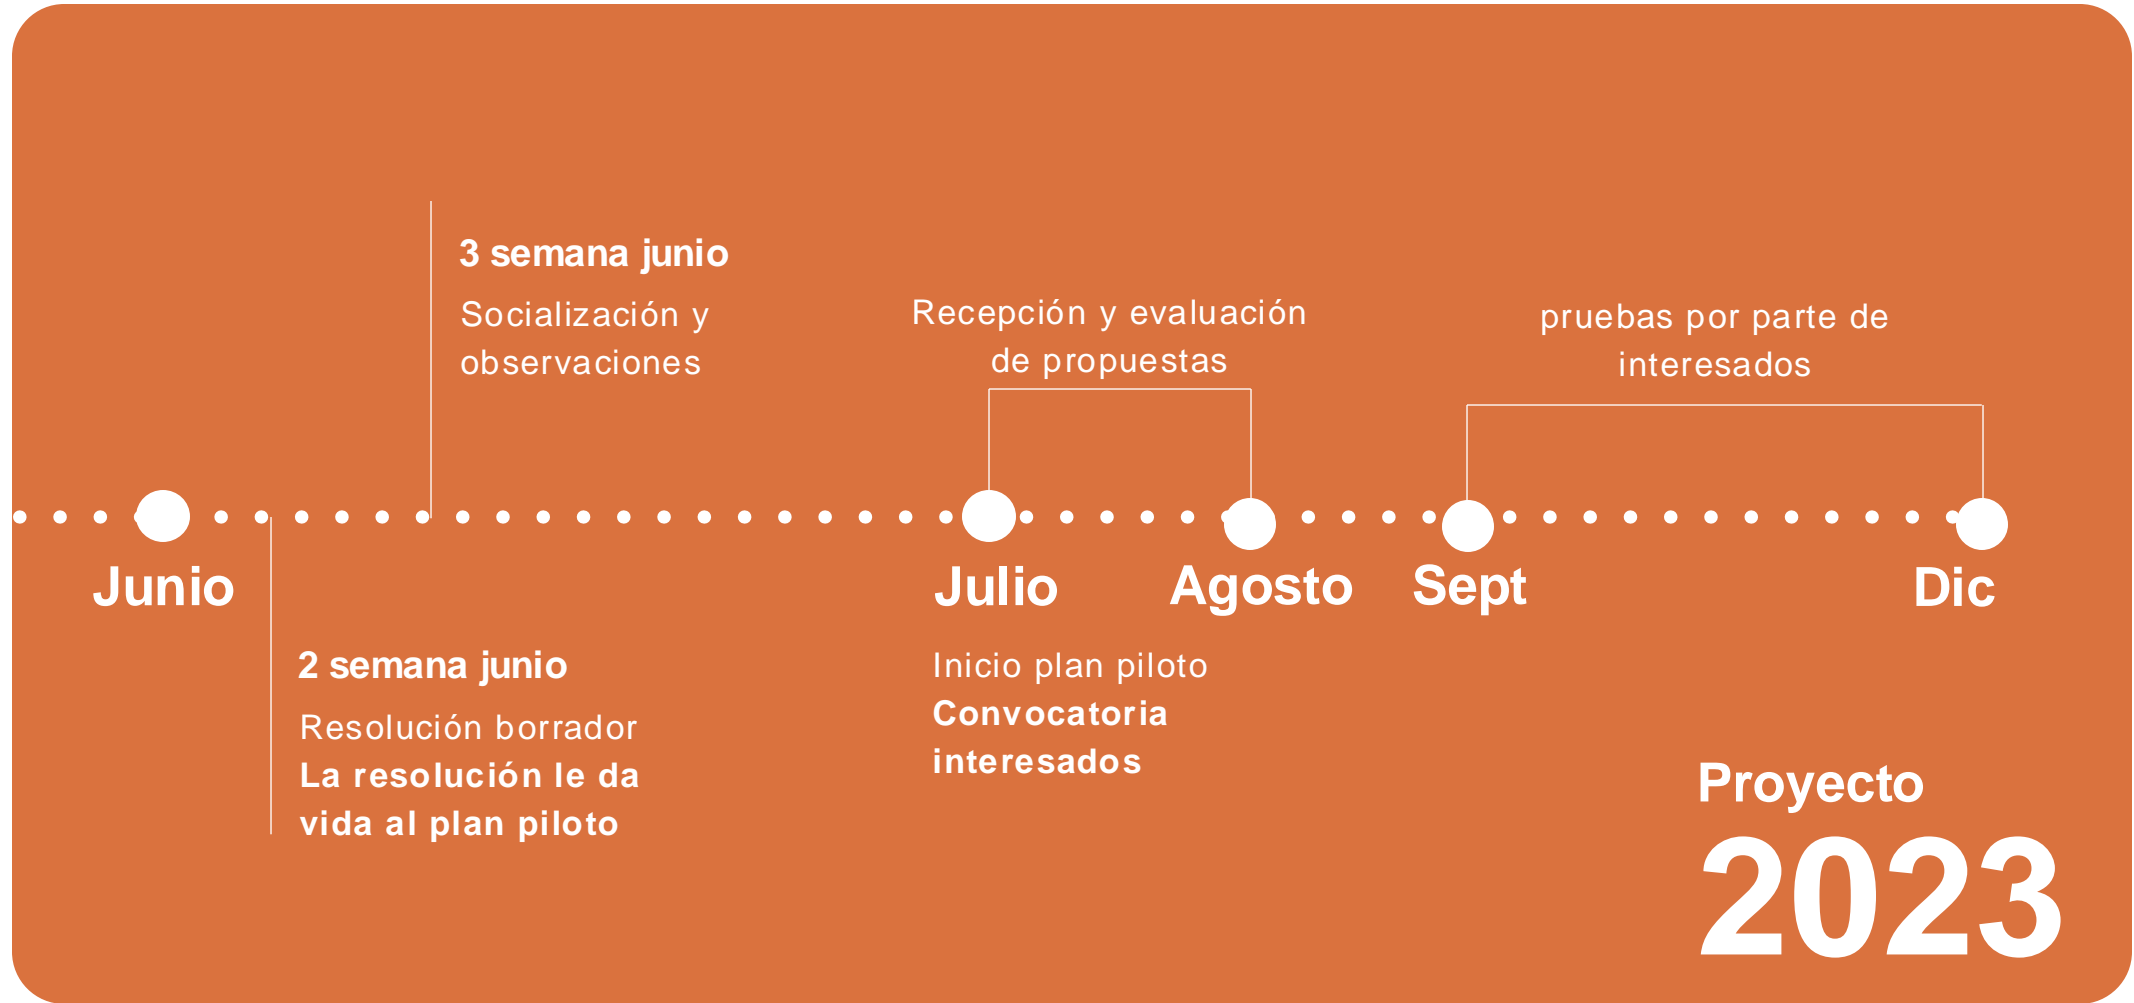 3 semana junio
Socialización y
observaciones
Recepción y evaluación
de propuestas
pruebas por parte de
interesados
Junio
Julio
Agosto
Sept
Dic
2 semana junio
Resolución borrador
La resolución le da
vida al plan piloto
Inicio plan piloto
Convocatoria
interesados
Proyecto
2023